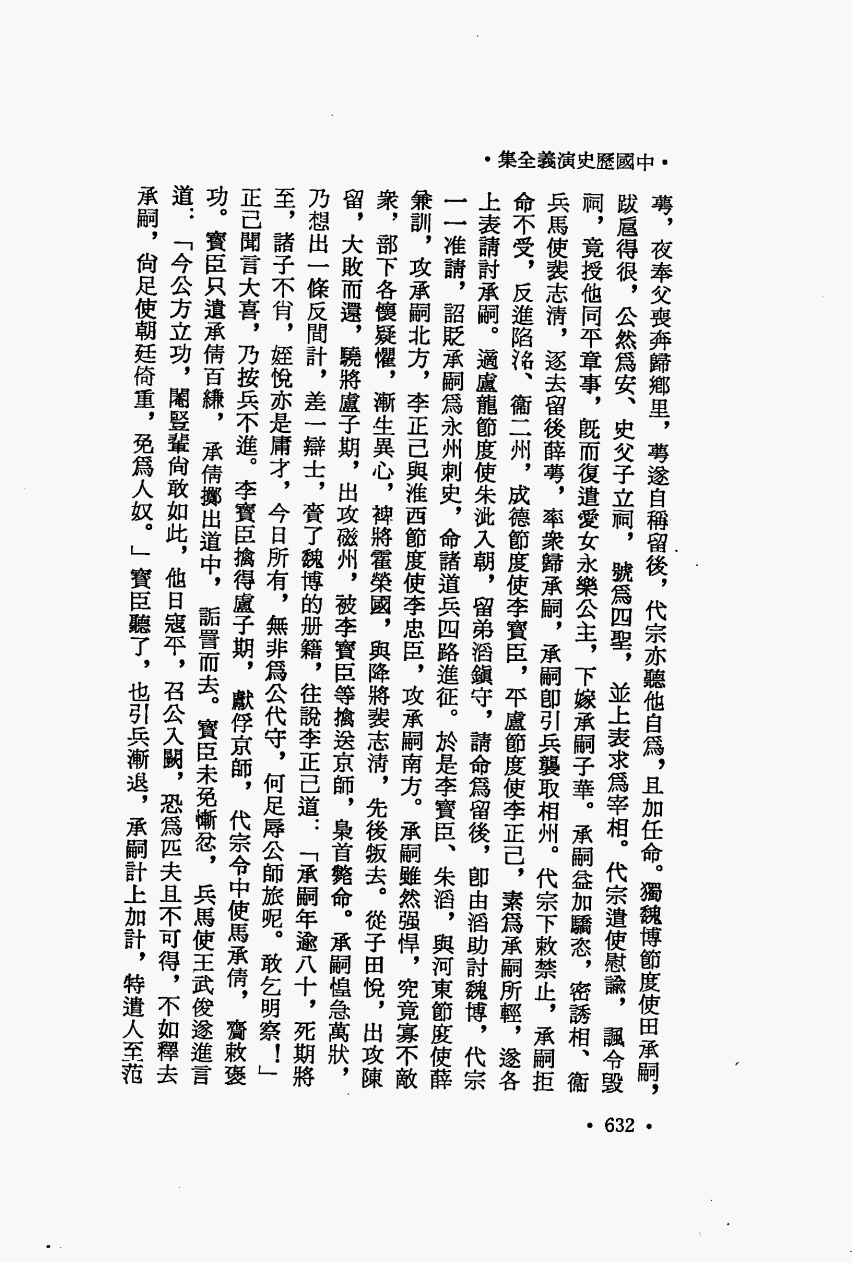 •中國歷史演義全集•
蕚，夜奉父喪奔歸鄉里，蕚遂自稱留後，代宗亦聽他自爲，且加任命。獨魏博節度使田承嗣，
跋扈得很，公然爲安、史父子立祠，號爲四聖，並上表求爲宰相。代宗遣使慰諭，諷令毀
祠，竟授他同平章事，旣而復遣愛女永樂公主，下嫁承嗣子華。承嗣益加驕恣，密誘相、衞
兵馬使裴志清，逐去留後薛蕚，率衆歸承嗣，承嗣卽引兵襲取相州。代宗下敕禁止，承嗣拒
命不受，反進陷洺、衞二州，成德節度使李寶臣，平盧節度使李正己，素爲承嗣所輕，遂各
上表請討承嗣。適盧龍節度使朱泚入朝，留弟滔鎭守，請命爲留後，卽由滔助討魏博，代宗
一一准請，詔貶承嗣爲永州刺史，命諸道兵四路進征。於是李寶臣、朱滔，與河東節度使薛
兼訓，攻承嗣北方，李正己與淮西節度使李忠臣，攻承嗣南方。承嗣雖然强悍，究竟寡不敵
衆，部下各懷疑懼，漸生異心，裨將霍榮國，與降將裴志清，先後叛去。從子田悅，出攻陳
留，大敗而還，驍將盧子期，出攻磁州，被李寶臣等擒送京師，梟首斃命。承嗣惶急萬狀，
乃想出一條反間計，差一辯士，齎了魏博的册籍，往說李正己道：「承嗣年逾八十，死期將
至，諸子不肖，姪悅亦是庸才，今日所有，無非爲公代守，何足辱公師旅呢。敢乞明察！」
正己聞言大喜，乃按兵不進。李寶臣擒得盧子期，獻俘京師，代宗令中使馬承倩，齎敕褒
功。寶臣只遺承倩百縑，承倩擲出道中，詬詈而去。寶臣未免慚忿，兵馬使王武俊遂進言
道：「今公方立功，閹豎輩尙敢如此，他日寇平，召公入闕，恐爲匹夫且不可得，不如釋去
承嗣，尙足使朝廷倚重，免爲人奴。」寶臣聽了，也引兵漸退，承嗣計上加計，特遣人至范
•632•